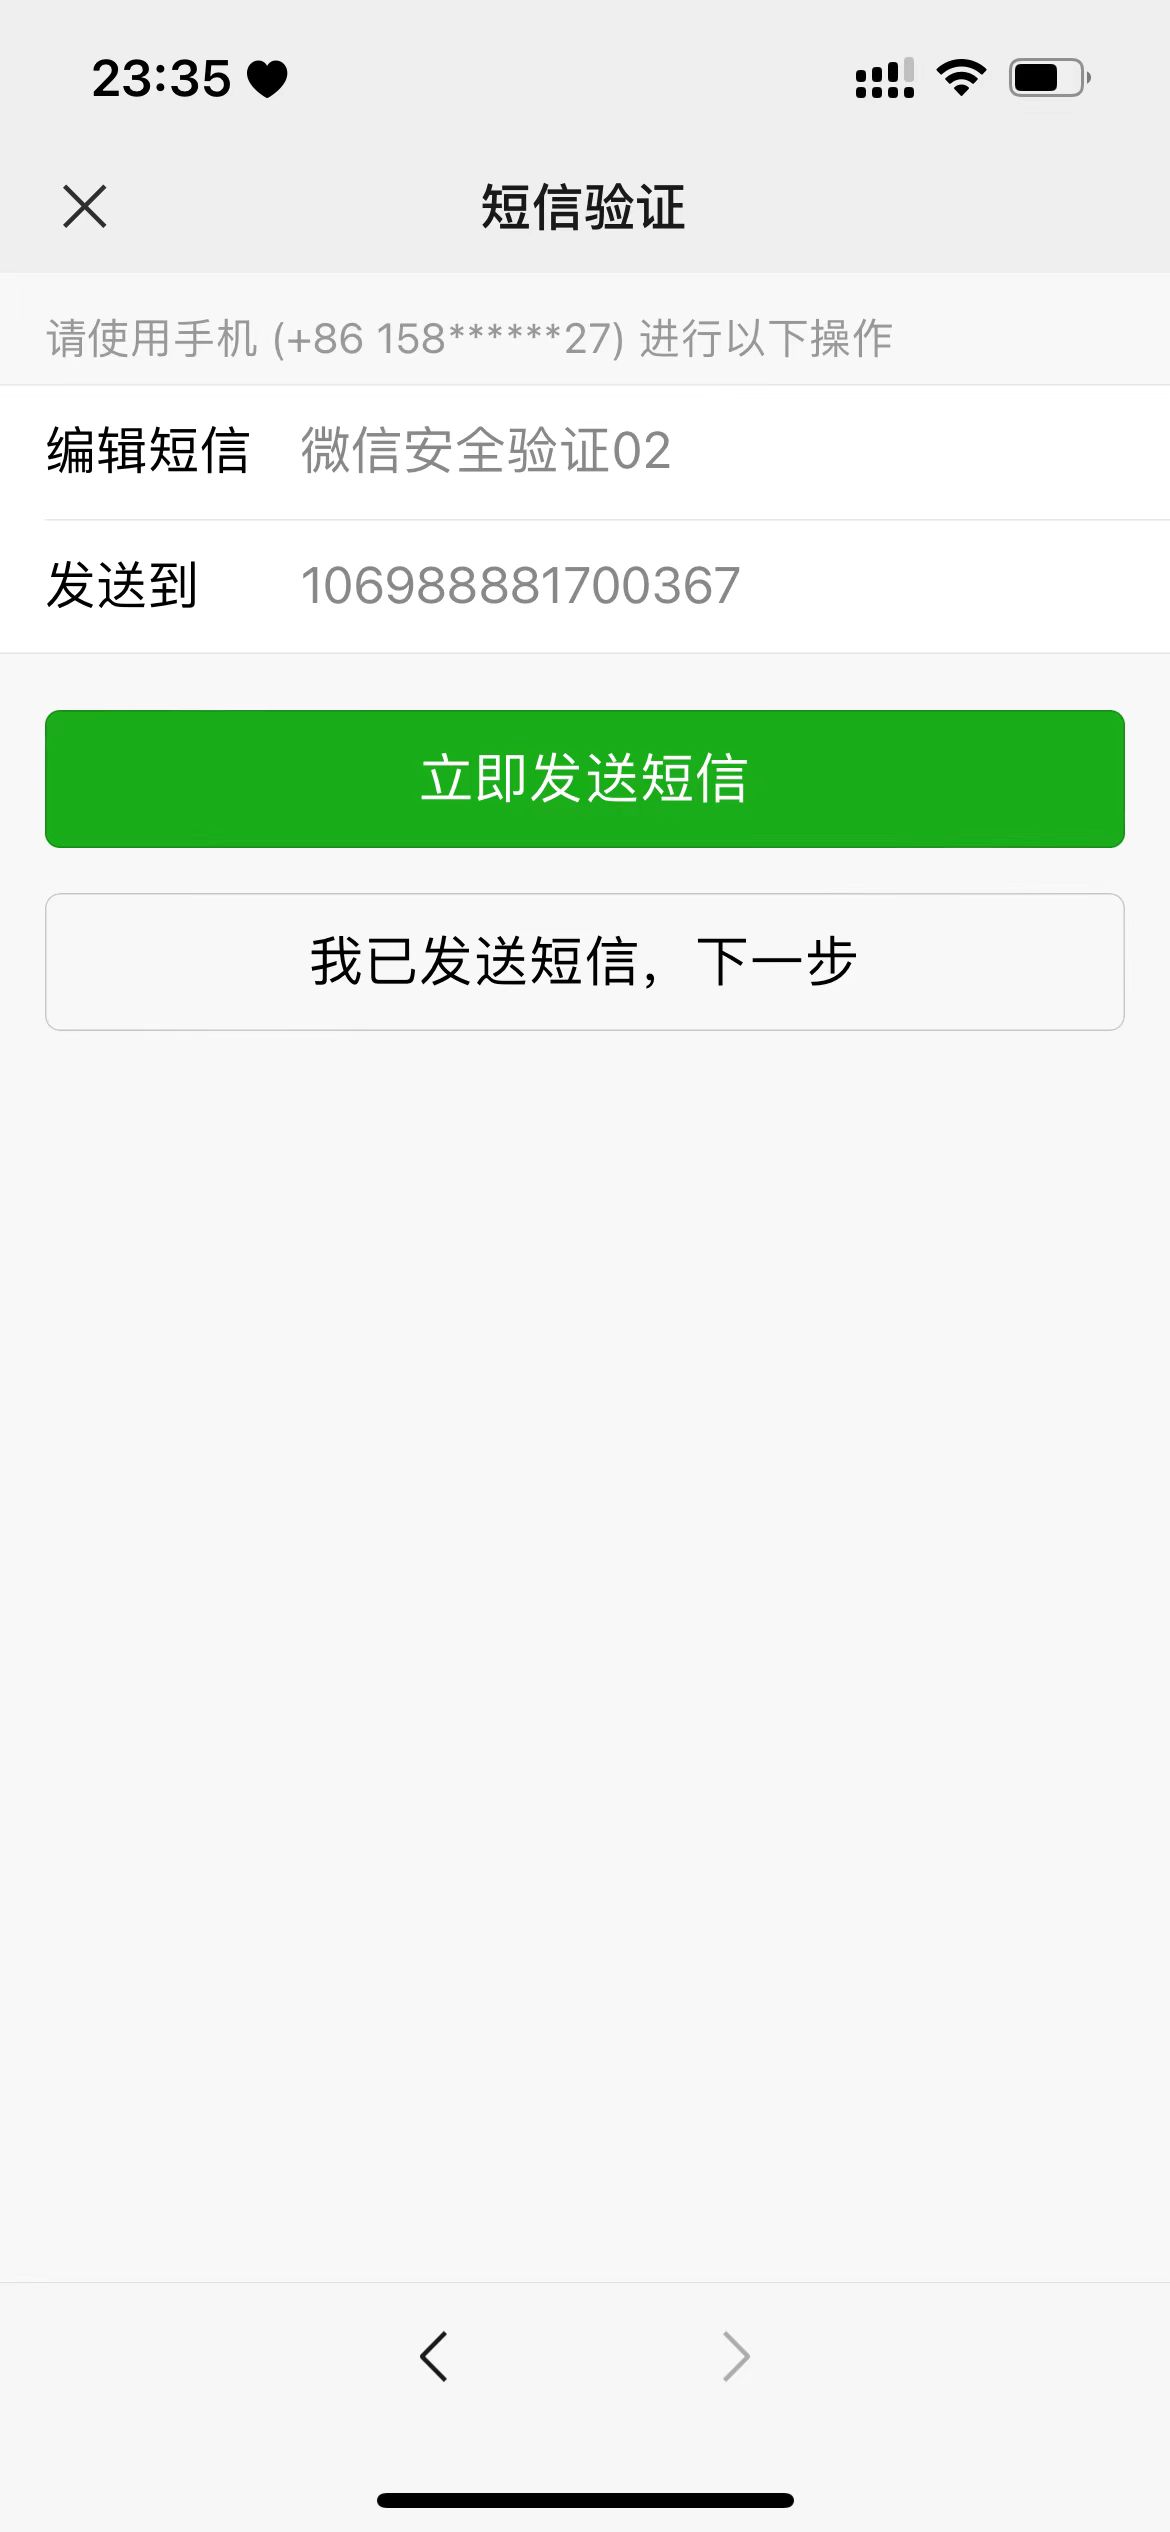 23:35
短信验证
请使用手机 (+86 158******27) 进行以下操作
编辑短信 微信安全验证02
发送到 106988881700367
立即发送短信
我已发送短信，下一步